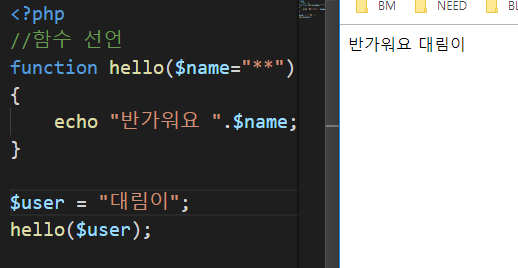 <?php
//함수 선언
function hello($name="**")
{
    echo "반가워요 ".$name;
}
$user = "대림이";
hello($user);
BM
NEED
반가워요 대림이